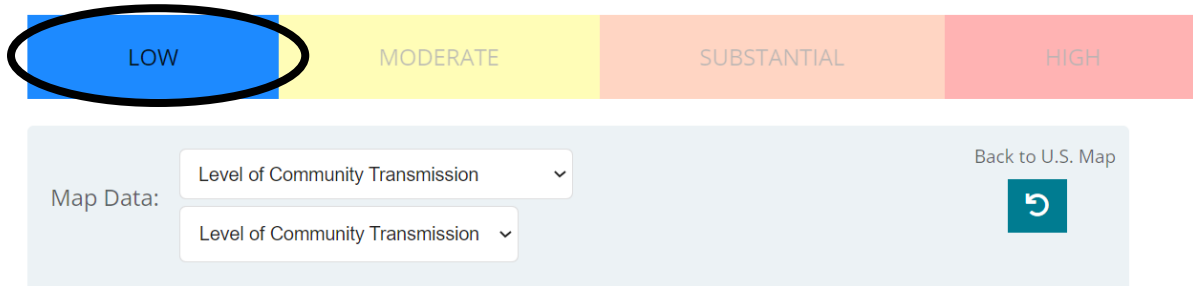 LOW MODERATE SUBSTANTIAL HIGH
Back to U.S. Map
Level of Community Transmission
Map Data:
Level of Community Transmission